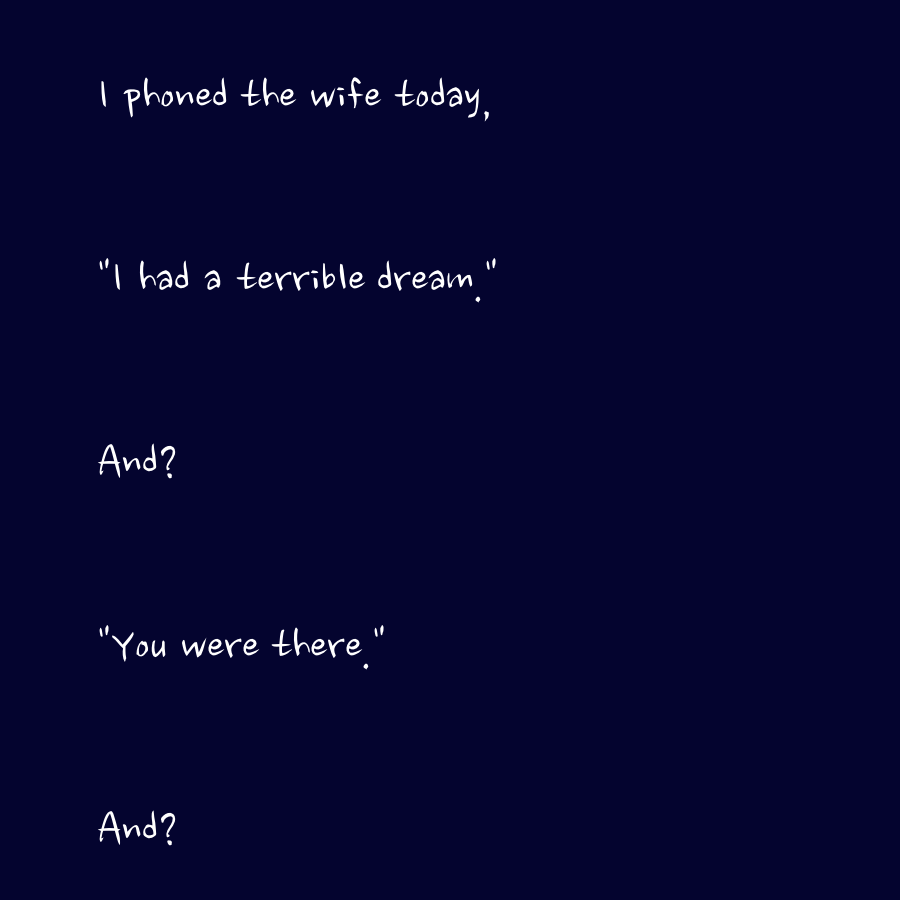 I phoned the wife today,
"I had a terrible dream."
And?
"You were there."
And?